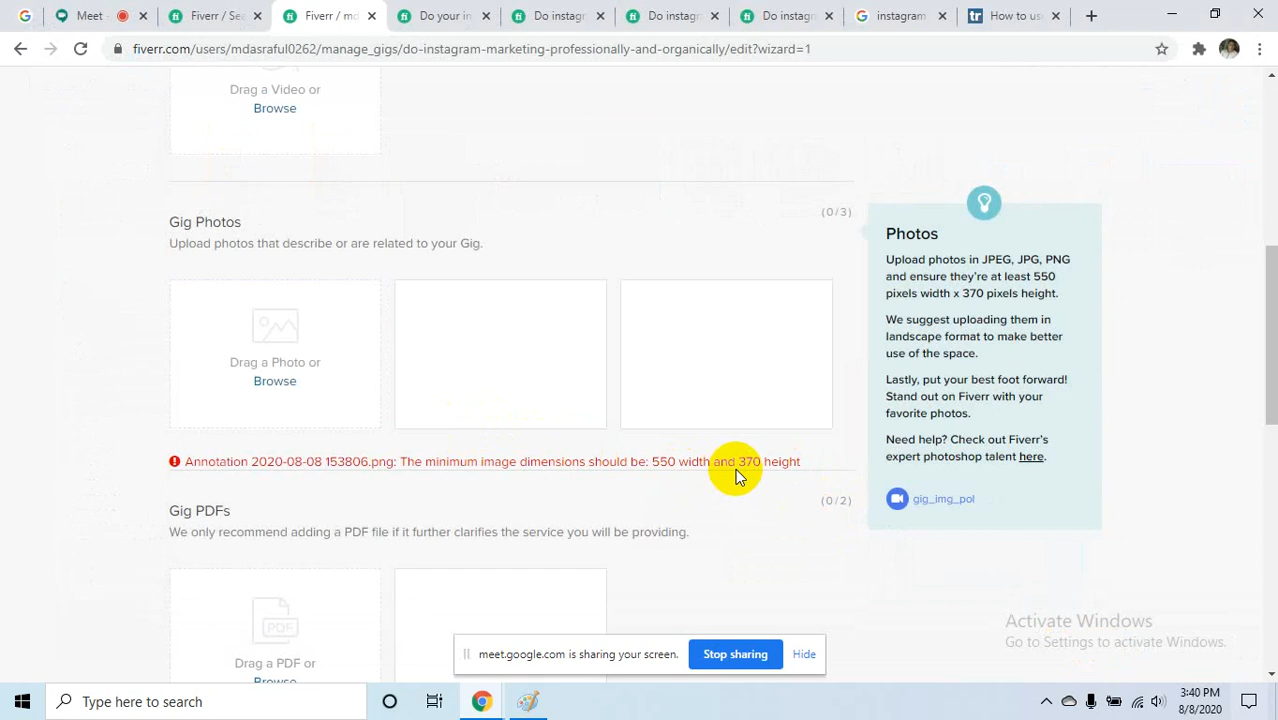 Meet -
Fiverr / Se
Fiverr / md
Do your in
Do instag
Do instag
Do instag
instagram
How to us
fiverr.com/users/mdasraful0262/manage_gigs/do-instagram-marketing-professionally-and-organically/edit?wizard=1
Drag a Video or
Browse
(0/3)
Gig Photos
Upload photos that describe or are related to your Gig.
Drag a Photo or
Browse
Annotation 2020-08-08 153806.png: The minimum image dimensions should be: 550 width and 370 height
Photos
Upload photos in JPEG, JPG, PNG
and ensure they're at least 550
pixels width x 370 pixels height.
We suggest uploading them in
landscape format to make better
use of the space.
Lastly, put your best foot forward!
Stand out on Fiverr with your
favorite photos.
Need help? Check out Fiverr's
expert photoshop talent here.
gig_img_pol
(0/2)
Gig PDFs
We only recommend adding a PDF file if it further clarifies the service you will be providing.
PDF
Drag a PDF or
Browse
Activate Windows
Go to Settings to activate Windows.
meet.google.com is sharing your screen.
Stop sharing
Hide
Type here to search
3:40 PM
8/8/2020